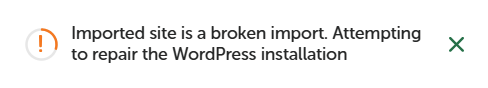 Imported site is a broken import. Attempting
to repair the WordPress installation